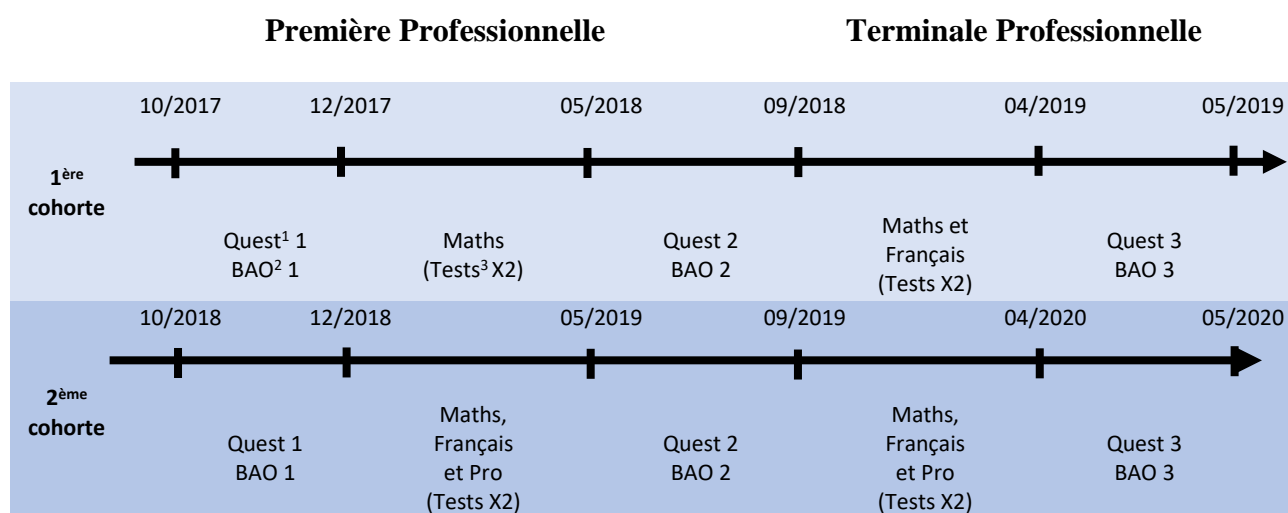 Première Professionnelle Terminale Professionnelle
10/2017 12/2017 05/2018 09/2018 04/2019 05/2019
1ère
cohorte
Quest¹ 1
BAO² 1
Maths
(Tests³ X2)
Quest 2
BAO 2
Maths et
Français
(Tests X2)
Quest 3
BAO 3
10/2018 12/2018 05/2019 09/2019 04/2020 05/2020
2ème
cohorte
Quest 1
BAO 1
Maths,
Français
et Pro
(Tests X2)
Quest 2
BAO 2
Maths,
Français
et Pro
(Tests X2)
Quest 3
BAO 3